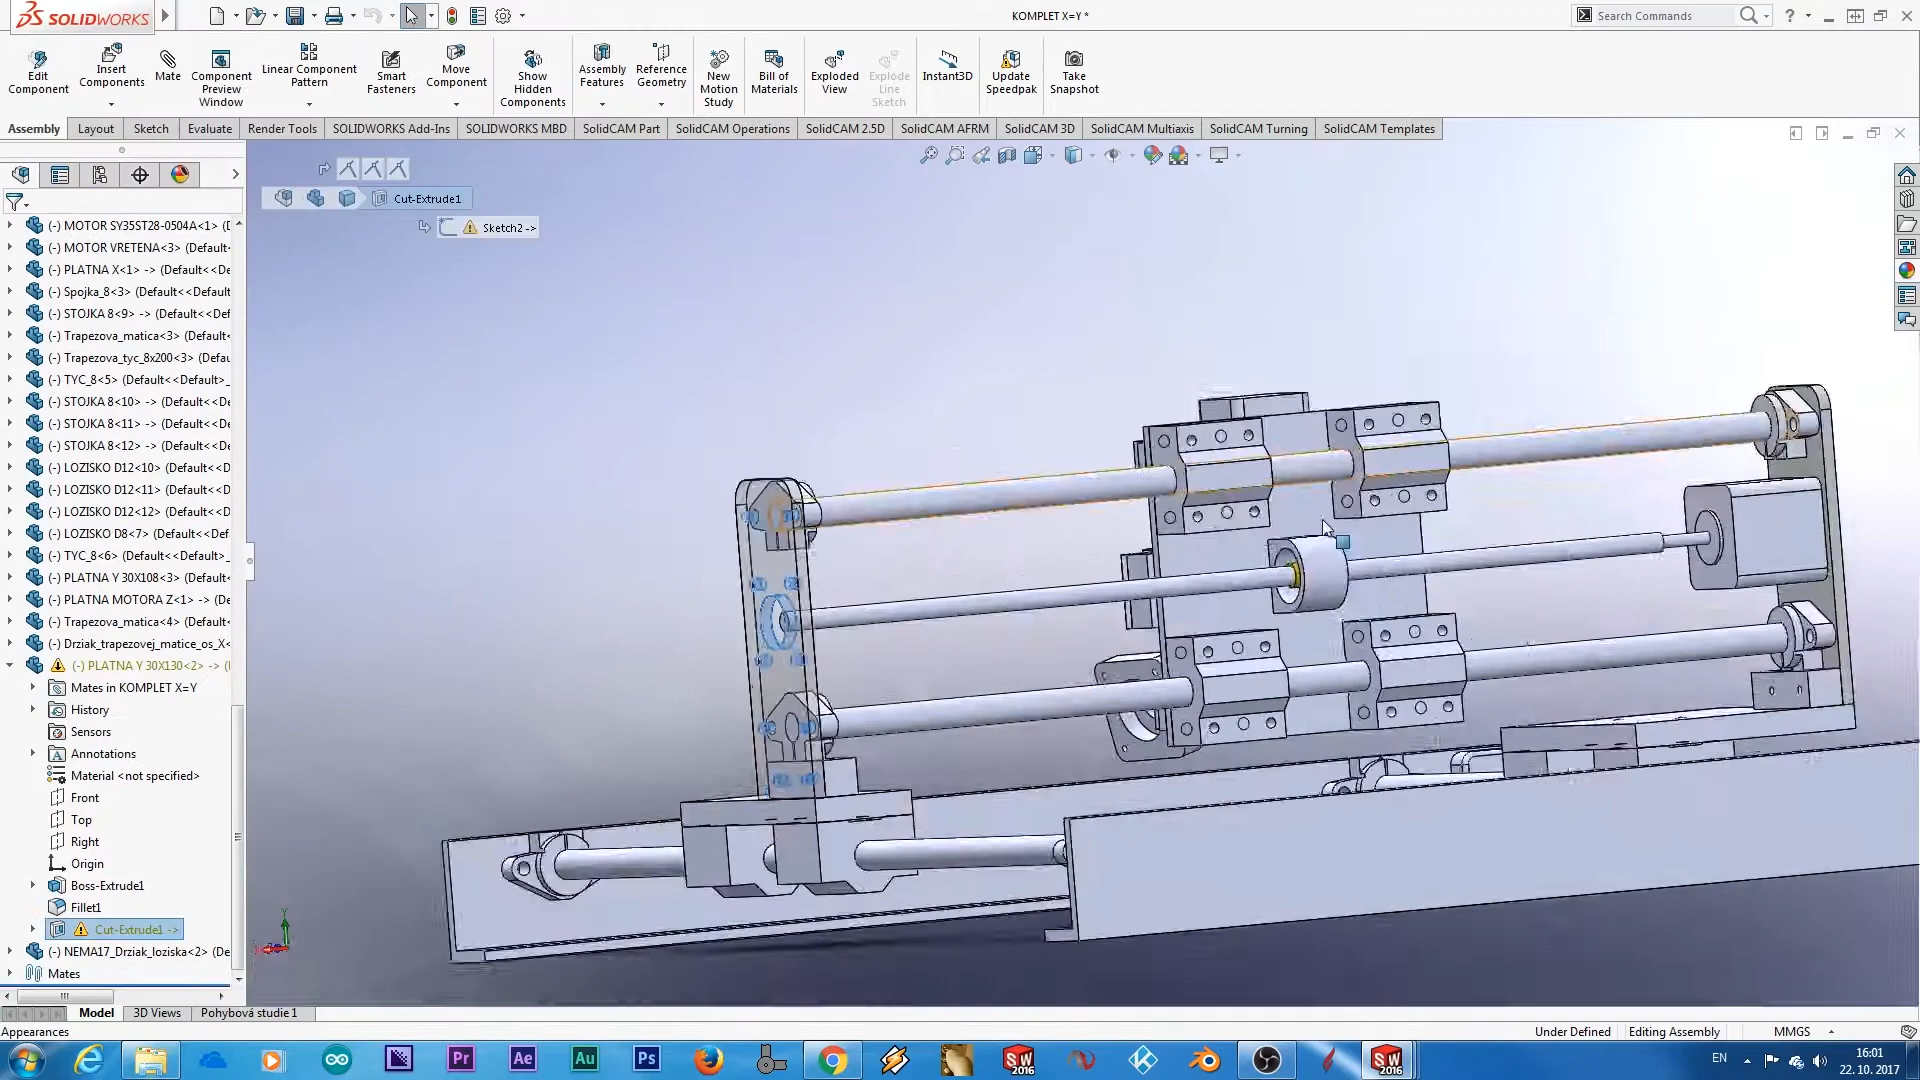 SOLIDWORKS
KOMPLET X=Y *
Search Commands
Edit Component
Insert Components
Mate
Component Preview Window
Linear Component Pattern
Smart Fasteners
Move Component
Show Hidden Components
Assembly Features
Reference Geometry
New Motion Study
Bill of Materials
Exploded View
Explode Line Sketch
Instant3D
Update Speedpak
Take Snapshot
Assembly
Layout
Sketch
Evaluate
Render Tools
SOLIDWORKS Add-Ins
SOLIDWORKS MBD
SolidCAM Part
SolidCAM Operations
SolidCAM 2.5D
SolidCAM AFRM
SolidCAM 3D
SolidCAM Multiaxis
SolidCAM Turning
SolidCAM Templates
Cut-Extrude1
Sketch2 ->
(-) MOTOR SY35ST28-0504A<1> (D
(-) MOTOR VRETENA<3> (Default<
(-) PLATNA X<1> -> (Default<<De
(-) Spojka_8<3> (Default<<Default
(-) STOJKA 8<9> -> (Default<<Def
(-) Trapezova_matica<3> (Default<
(-) Trapezova_tyc_8x200<3> (Defau
(-) TYC_8<5> (Default<<Default>_
(-) STOJKA 8<10> -> (Default<<De
(-) STOJKA 8<11> -> (Default<<De
(-) STOJKA 8<12> -> (Default<<De
(-) LOZISKO D12<10> (Default<<D
(-) LOZISKO D12<11> (Default<<D
(-) LOZISKO D12<12> (Default<<D
(-) LOZISKO D8<7> (Default<<Def
(-) TYC_8<6> (Default<<Default>_
(-) PLATNA Y 30X108<3> (Default<
(-) PLATNA MOTORA Z<1> -> (De
(-) Trapezova_matica<4> (Default<
(-) Drziak_trapezovej_matice_os_X<
(-) PLATNA Y 30X130<2> -> (
Mates in KOMPLET X=Y
History
Sensors
Annotations
Material <not specified>
Front
Top
Right
Origin
Boss-Extrude1
Fillet1
Cut-Extrude1 ->
(-) NEMA17_Drziak_loziska<2> (De
Mates
Model
3D Views
Pohybová studie 1
Appearances
Under Defined
Editing Assembly
MMGS
Pr
Ae
Au
Ps
SW 2016
SW 2016
EN
16:01
22. 10. 2017